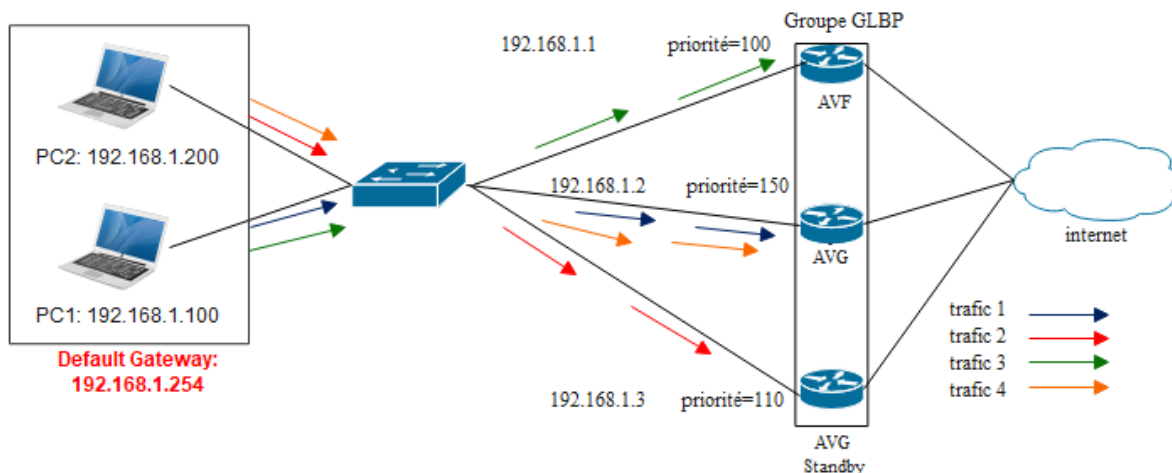 Groupe GLBP
192.168.1.1
priorité=100
AVF
PC2: 192.168.1.200
192.168.1.2
priorité=150
AVG
internet
PC1: 192.168.1.100
Default Gateway:
192.168.1.254
192.168.1.3
priorité=110
AVG
Standby
trafic 1
trafic 2
trafic 3
trafic 4